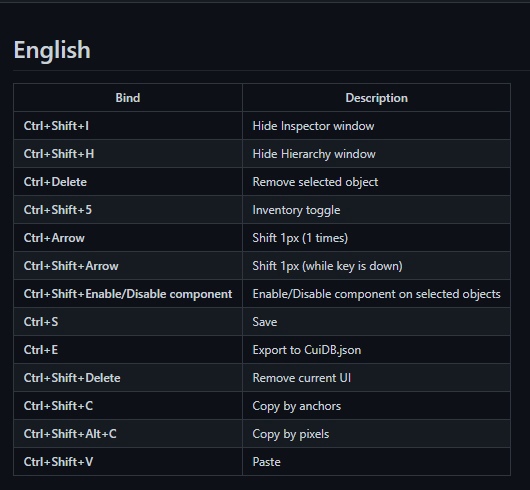 English
Bind Description
Ctrl+Shift+I Hide Inspector window
Ctrl+Shift+H Hide Hierarchy window
Ctrl+Delete Remove selected object
Ctrl+Shift+5 Inventory toggle
Ctrl+Arrow Shift 1px (1 times)
Ctrl+Shift+Arrow Shift 1px (while key is down)
Ctrl+Shift+Enable/Disable component Enable/Disable component on selected objects
Ctrl+S Save
Ctrl+E Export to CuiDB.json
Ctrl+Shift+Delete Remove current UI
Ctrl+Shift+C Copy by anchors
Ctrl+Shift+Alt+C Copy by pixels
Ctrl+Shift+V Paste